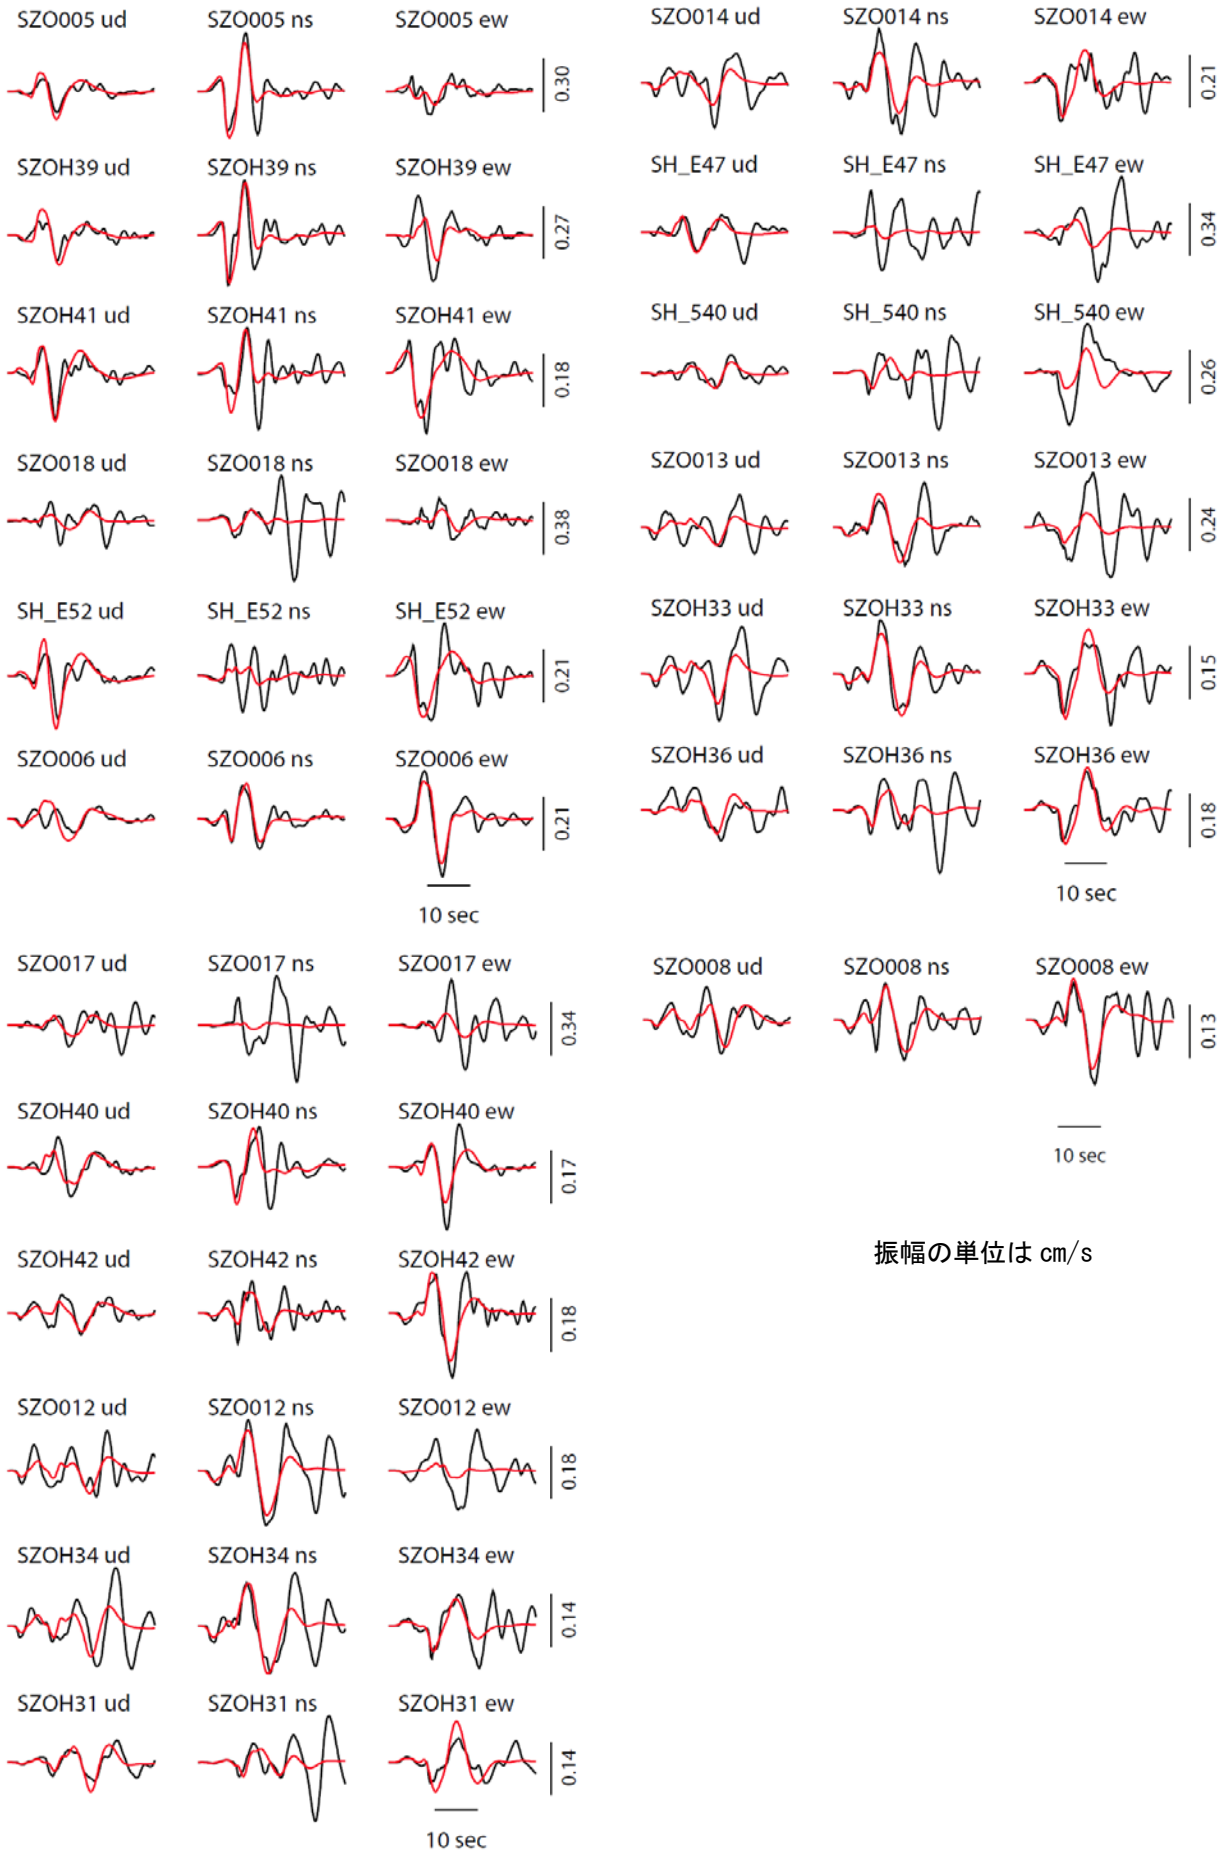 SZO005 ud SZO005 ns SZO005 ew 0.30
SZOH39 ud SZOH39 ns SZOH39 ew 0.27
SZOH41 ud SZOH41 ns SZOH41 ew 0.18
SZO018 ud SZO018 ns SZO018 ew 0.38
SH_E52 ud SH_E52 ns SH_E52 ew 0.21
SZO006 ud SZO006 ns SZO006 ew 0.21
10 sec
SZO014 ud SZO014 ns SZO014 ew 0.21
SH_E47 ud SH_E47 ns SH_E47 ew 0.34
SH_540 ud SH_540 ns SH_540 ew 0.26
SZO013 ud SZO013 ns SZO013 ew 0.24
SZOH33 ud SZOH33 ns SZOH33 ew 0.15
SZOH36 ud SZOH36 ns SZOH36 ew 0.18
10 sec
SZO017 ud SZO017 ns SZO017 ew 0.34
SZOH40 ud SZOH40 ns SZOH40 ew 0.17
SZOH42 ud SZOH42 ns SZOH42 ew 0.18
SZO012 ud SZO012 ns SZO012 ew 0.18
SZOH34 ud SZOH34 ns SZOH34 ew 0.14
SZOH31 ud SZOH31 ns SZOH31 ew 0.14
10 sec
SZO008 ud SZO008 ns SZO008 ew 0.13
10 sec
振幅の単位は cm/s